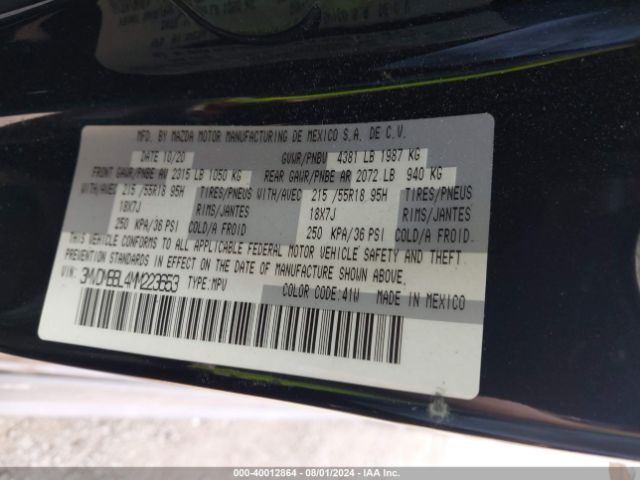 MFD. BY MAZDA MOTOR MANUFACTURING DE MEXICO S.A. DE C.V.
DATE 10/20 GVWR/PNBV 4381 LB 1987 KG
FRONT GAWR/PNBE AV 2315 LB 1050 KG REAR GAWR/PNBE AR 2072 LB 940 KG
WITH/AVEC 215/55R18 95H TIRES/PNEUS WITH/AVEC 215/55R18 95H TIRES/PNEUS
18X7J RIMS/JANTES 18X7J RIMS/JANTES
250 KPA/36 PSI COLD/A FROID 250 KPA/36 PSI COLD/A FROID.
THIS VEHICLE CONFORMS TO ALL APPLICABLE FEDERAL MOTOR VEHICLE SAFETY AND THEFT
PREVENTION STANDARDS IN EFFECT ON THE DATE OF MANUFACTURE SHOWN ABOVE.
VIN: TYPE:MPV COLOR CODE:41W MADE IN MEXICO
000-40012864 - 08/01/2024 - IAA Inc.